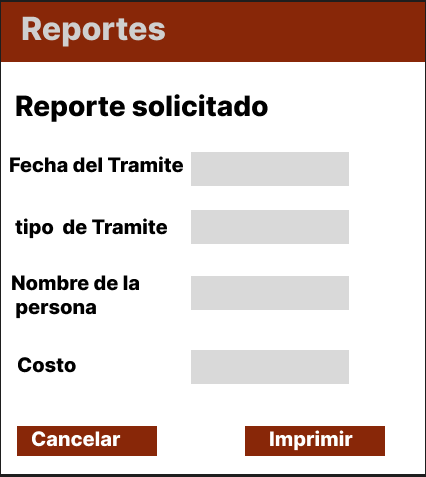 Reportes
Reporte solicitado
Fecha del Tramite
tipo de Tramite
Nombre de la
persona
Costo
Cancelar Imprimir